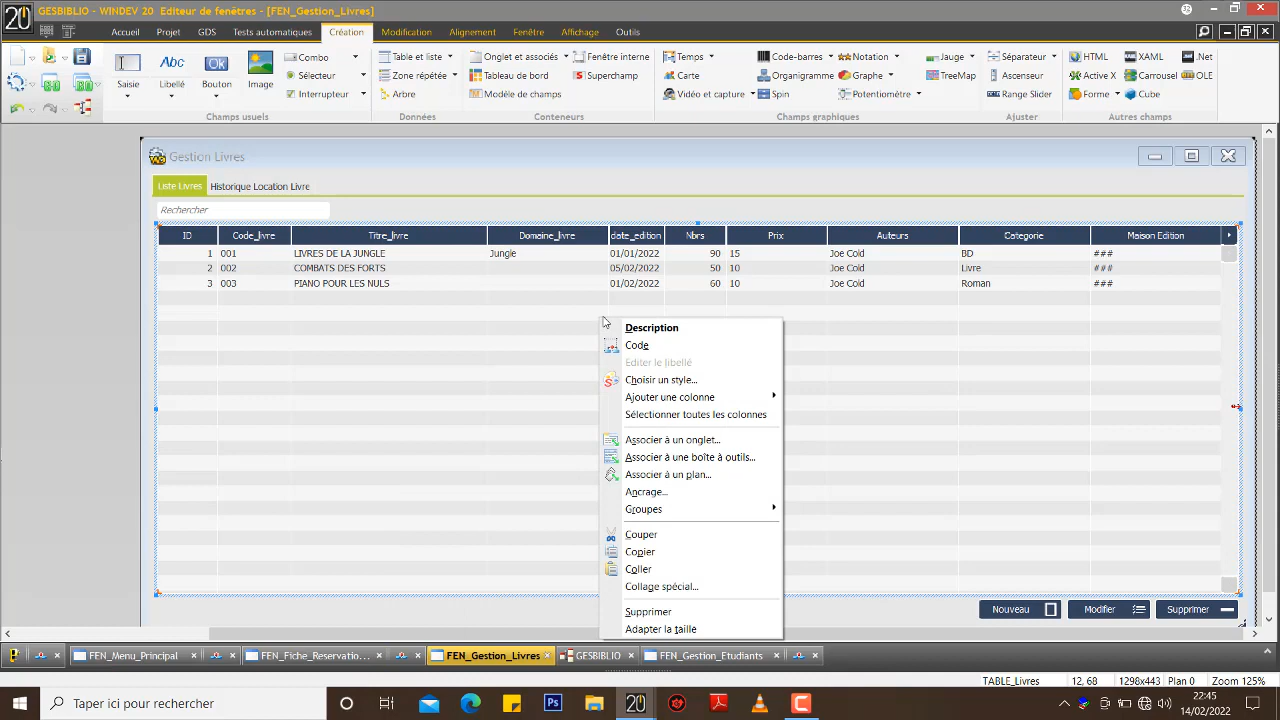 GESBIBLIO - WINDEV 20 Editeur de fenêtres - [FEN_Gestion_Livres]
20
32
Accueil Projet GDS Tests automatiques Création Modification Alignement Fenêtre Affichage Outils
Saisie
Abc
Libellé
Ok
Bouton
Image
Combo
Sélecteur
Interrupteur
Champs usuels
Table et liste
Zone répétée
Arbre
Données
Onglet et associés
Tableau de bord
Modèle de champs
Fenêtre interne
Superchamp
Conteneurs
Temps
Carte
Vidéo et capture
Code-barres
Organigramme
Spin
Notation
Graphe
Potentiomètre
Jauge
TreeMap
Champs graphiques
Séparateur
Ascenseur
Range Slider
Ajuster
HTML
Active X
Forme
XAML
Carrousel
Cube
.Net
OLE
Autres champs
Gestion Livres
Liste Livres Historique Location Livre
Rechercher
ID Code_livre Titre_livre Domaine_livre date_edition Nbrs Prix Auteurs Categorie Maison Edition
1 001 LIVRES DE LA JUNGLE Jungle 01/01/2022 90 15 Joe Cold BD ###
2 002 COMBATS DES FORTS 05/02/2022 50 10 Joe Cold Livre ###
3 003 PIANO POUR LES NULS 01/02/2022 60 10 Joe Cold Roman ###
Description
Code
Editer le libellé
Choisir un style...
Ajouter une colonne
Sélectionner toutes les colonnes
Associer à un onglet...
Associer à une boîte à outils...
Associer à un plan...
Ancrage...
Groupes
Couper
Copier
Coller
Collage spécial...
Supprimer
Adapter la taille
Nouveau Modifier Supprimer
FEN_Menu_Principal FEN_Fiche_Reservatio... FEN_Gestion_Livres GESBIBLIO FEN_Gestion_Etudiants
TABLE_Livres 12, 68 1298x443 Plan 0 Zoom 125%
Tapez ici pour rechercher
Ps
20
22:45
14/02/2022